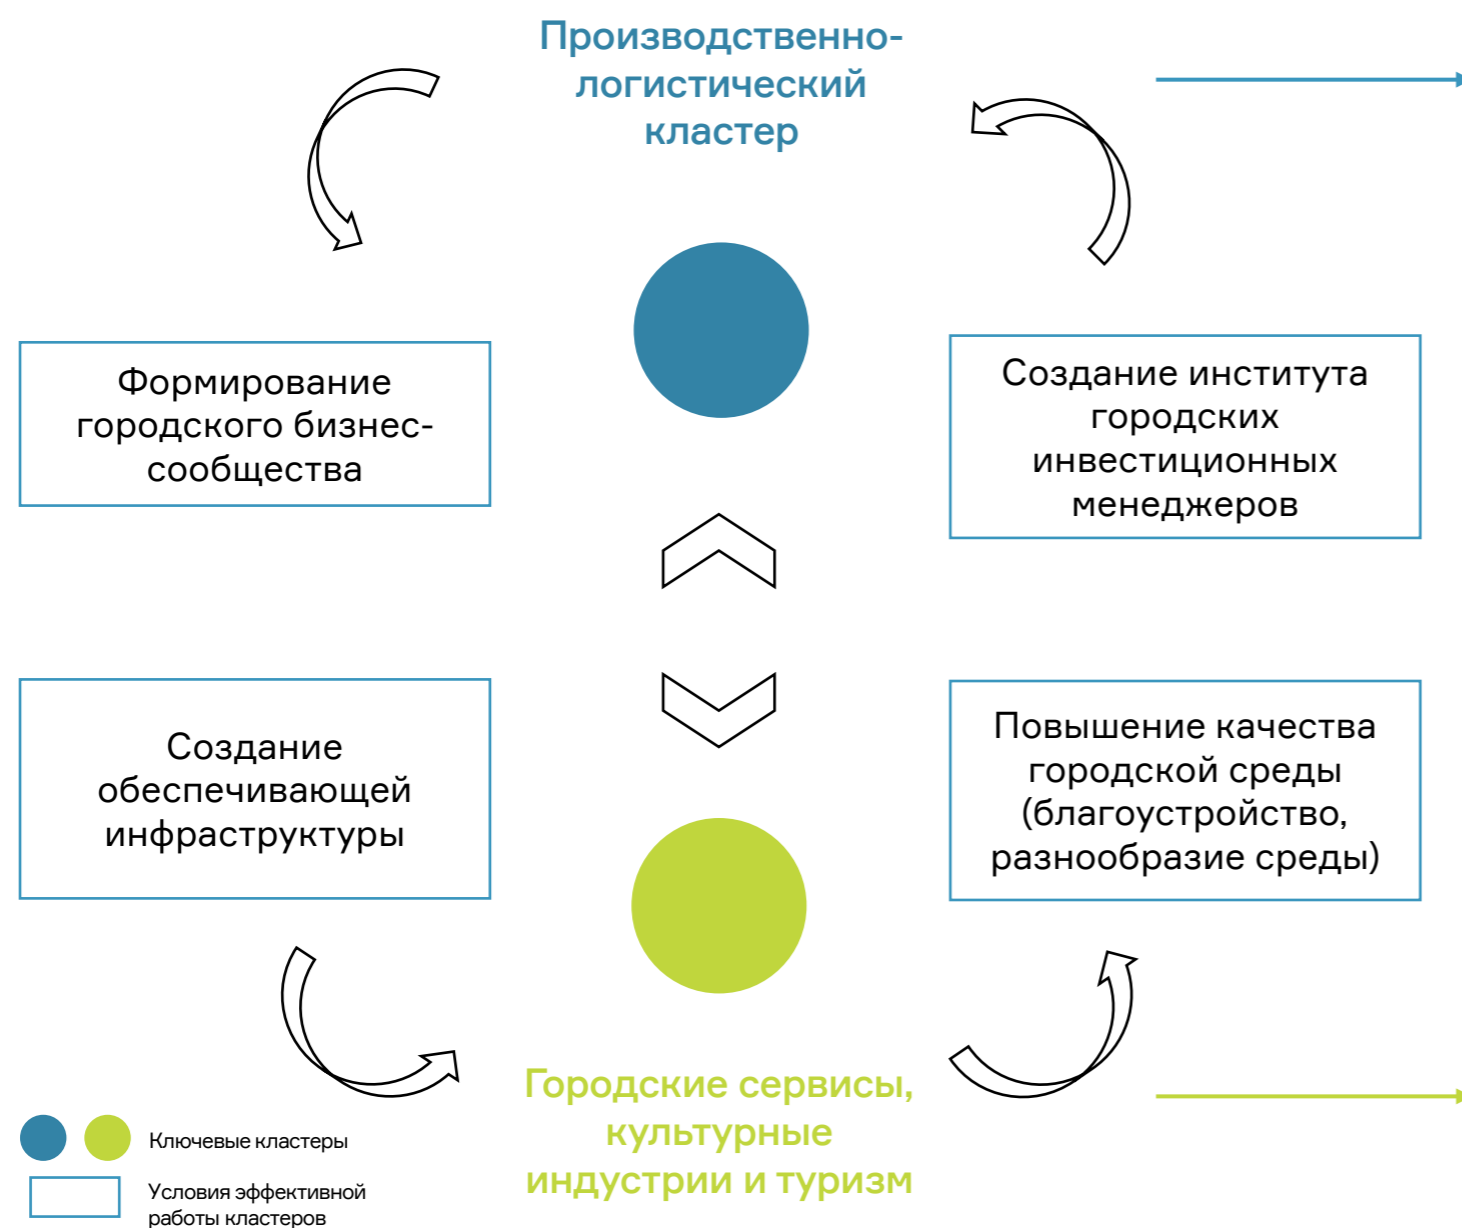 Производственно-
логистический
кластер
Формирование
городского бизнес-
сообщества
Создание института
городских
инвестиционных
менеджеров
Создание
обеспечивающей
инфраструктуры
Повышение качества
городской среды
(благоустройство,
разнообразие среды)
Городские сервисы,
культурные
индустрии и туризм
Ключевые кластеры
Условия эффективной
работы кластеров